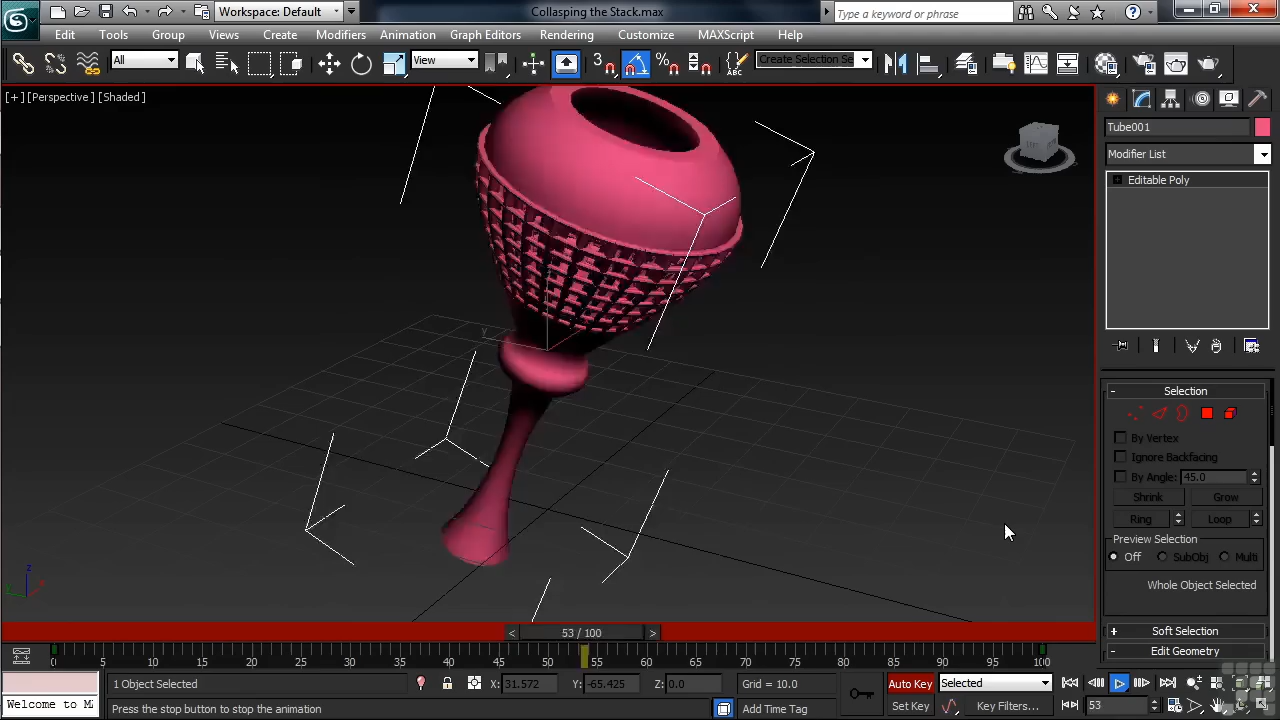 Workspace: Default
Collasping the Stack.max
Type a keyword or phrase
Edit Tools Group Views Create Modifiers Animation Graph Editors Rendering Customize MAXScript Help
All
View
3
Create Selection Se
[+] [Perspective] [Shaded]
Tube001
Modifier List
Editable Poly
Selection
By Vertex
Ignore Backfacing
By Angle: 45.0
Shrink Grow
Ring Loop
Preview Selection
Off SubObj Multi
Whole Object Selected
Soft Selection
Edit Geometry
y
z
< 53 / 100 >
0 5 10 15 20 25 30 35 40 45 50 55 60 65 70 75 80 85 90 95 100
1 Object Selected
X: 31.572 Y: -65.425 Z: 0.0
Grid = 10.0
Auto Key Selected
Welcome to M
Press the stop button to stop the animation
Add Time Tag
Set Key Key Filters...
53